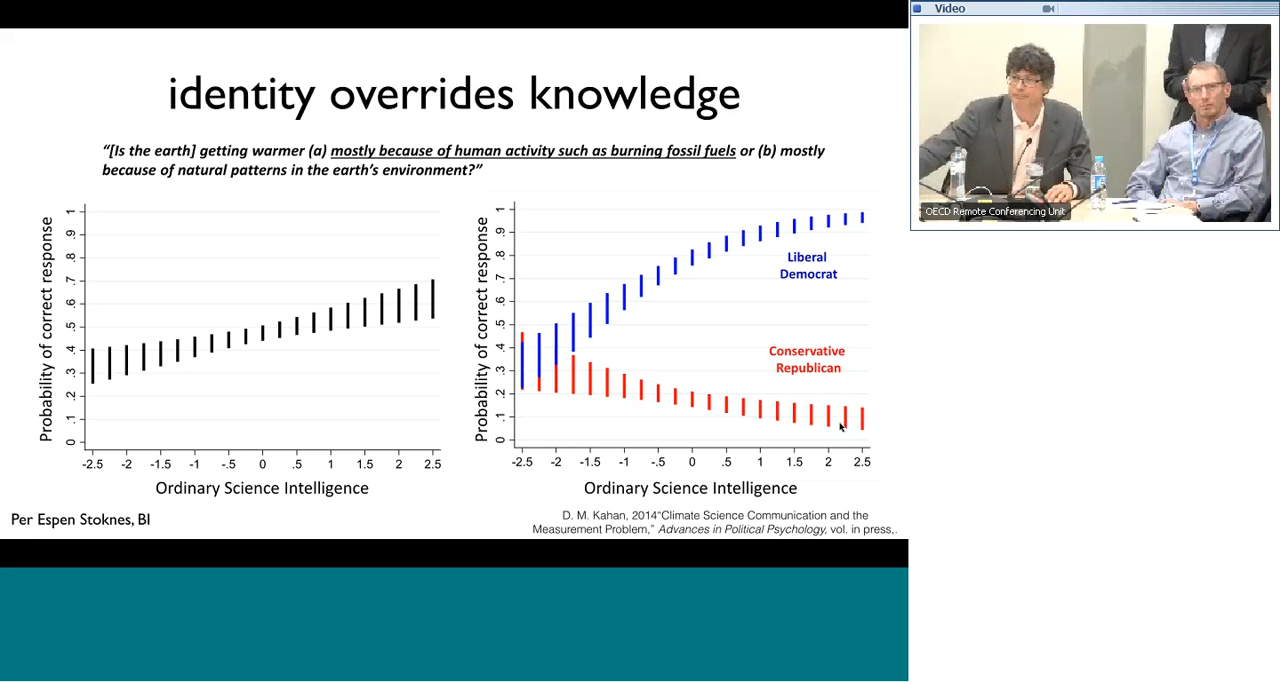 Video
identity overrides knowledge
“[Is the earth] getting warmer (a) mostly because of human activity such as burning fossil fuels or (b) mostly
because of natural patterns in the earth’s environment?”
Probability of correct response
1
.9
.8
.7
.6
.5
.4
.3
.2
.1
0
-2.5 -2 -1.5 -1 -.5 0 .5 1 1.5 2 2.5
Ordinary Science Intelligence
Probability of correct response
1
.9
.8
.7
.6
.5
.4
.3
.2
.1
0
Liberal
Democrat
Conservative
Republican
-2.5 -2 -1.5 -1 -.5 0 .5 1 1.5 2 2.5
Ordinary Science Intelligence
Per Espen Stoknes, BI
D. M. Kahan, 2014“Climate Science Communication and the
Measurement Problem,” Advances in Political Psychology, vol. in press,.
OECD Remote Conferencing Unit